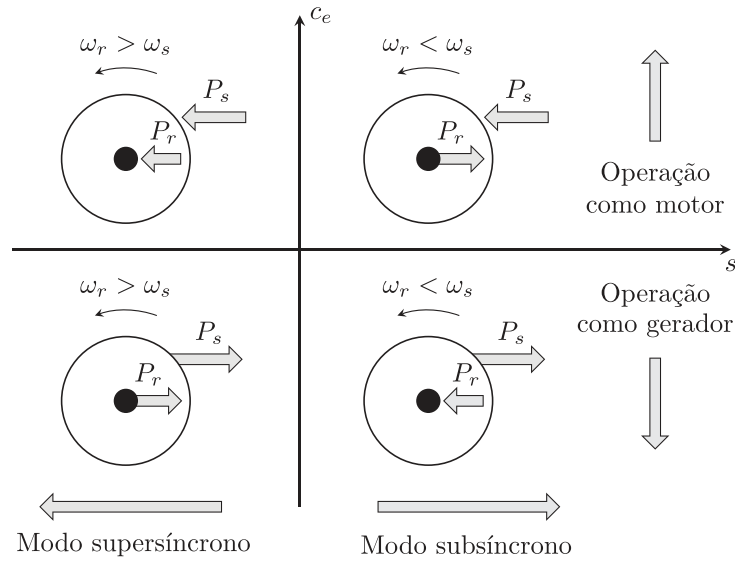 c_e
ω_r > ω_s
ω_r < ω_s
P_s
P_s
P_r
P_r
Operação
como motor
s
ω_r > ω_s
ω_r < ω_s
Operação
como gerador
P_s
P_s
P_r
P_r
Modo supersíncrono
Modo subsíncrono